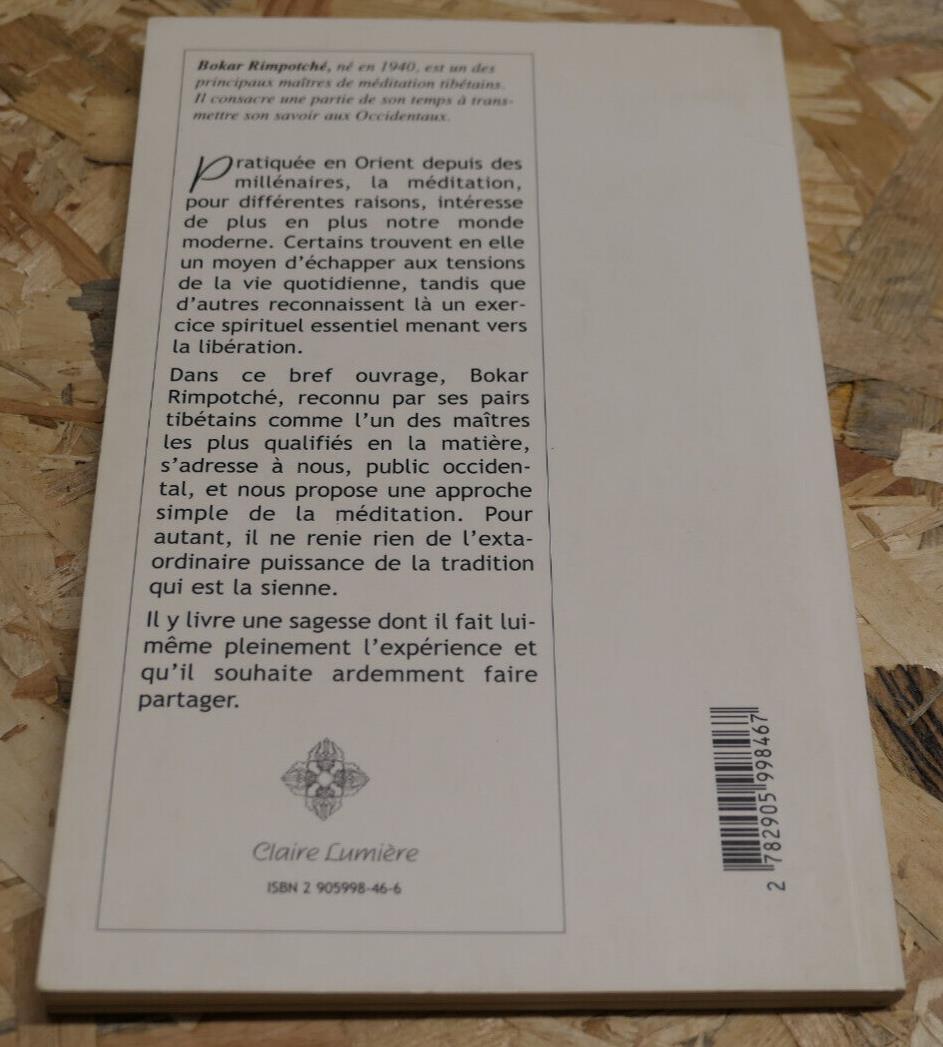 Bokar Rimpotché, né en 1940, est un des
principaux maîtres de méditation tibétains.
Il consacre une partie de son temps à trans-
mettre son savoir aux Occidentaux.
Pratiquée en Orient depuis des
millénaires, la méditation,
pour différentes raisons, intéresse
de plus en plus notre monde
moderne. Certains trouvent en elle
un moyen d'échapper aux tensions
de la vie quotidienne, tandis que
d'autres reconnaissent là un exer-
cice spirituel essentiel menant vers
la libération.
Dans ce bref ouvrage, Bokar
Rimpotché, reconnu par ses pairs
tibétains comme l'un des maîtres
les plus qualifiés en la matière,
s'adresse à nous, public occiden-
tal, et nous propose une approche
simple de la méditation. Pour
autant, il ne renie rien de l'exta-
ordinaire puissance de la tradition
qui est la sienne.
Il y livre une sagesse dont il fait lui-
même pleinement l'expérience et
qu'il souhaite ardemment faire
partager.
Claire Lumière
ISBN 2 905998-46-6
2 782905 998467